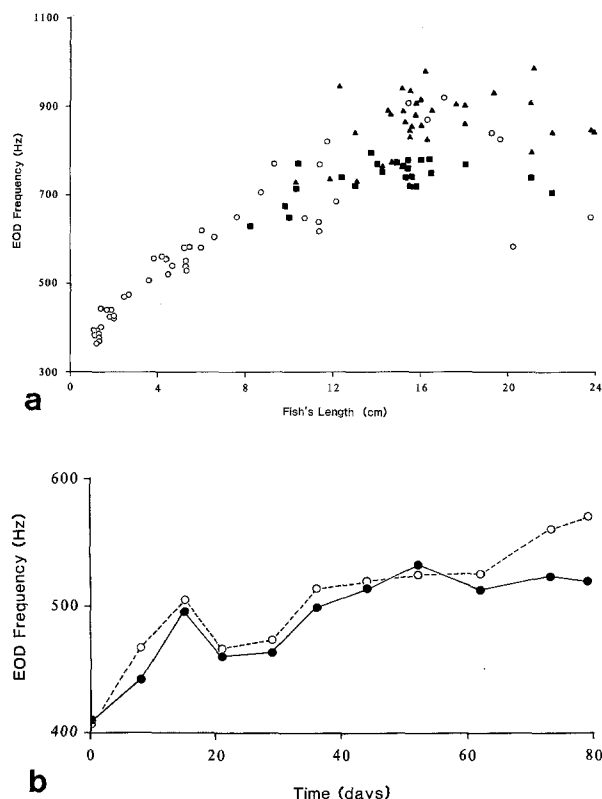 1100
900
700
500
300
EOD Frequency (Hz)
0 4 8 12 16 20 24
Fish's Length (cm)
a
600
500
400
EOD Frequency (Hz)
0 20 40 60 80
Time (days)
b